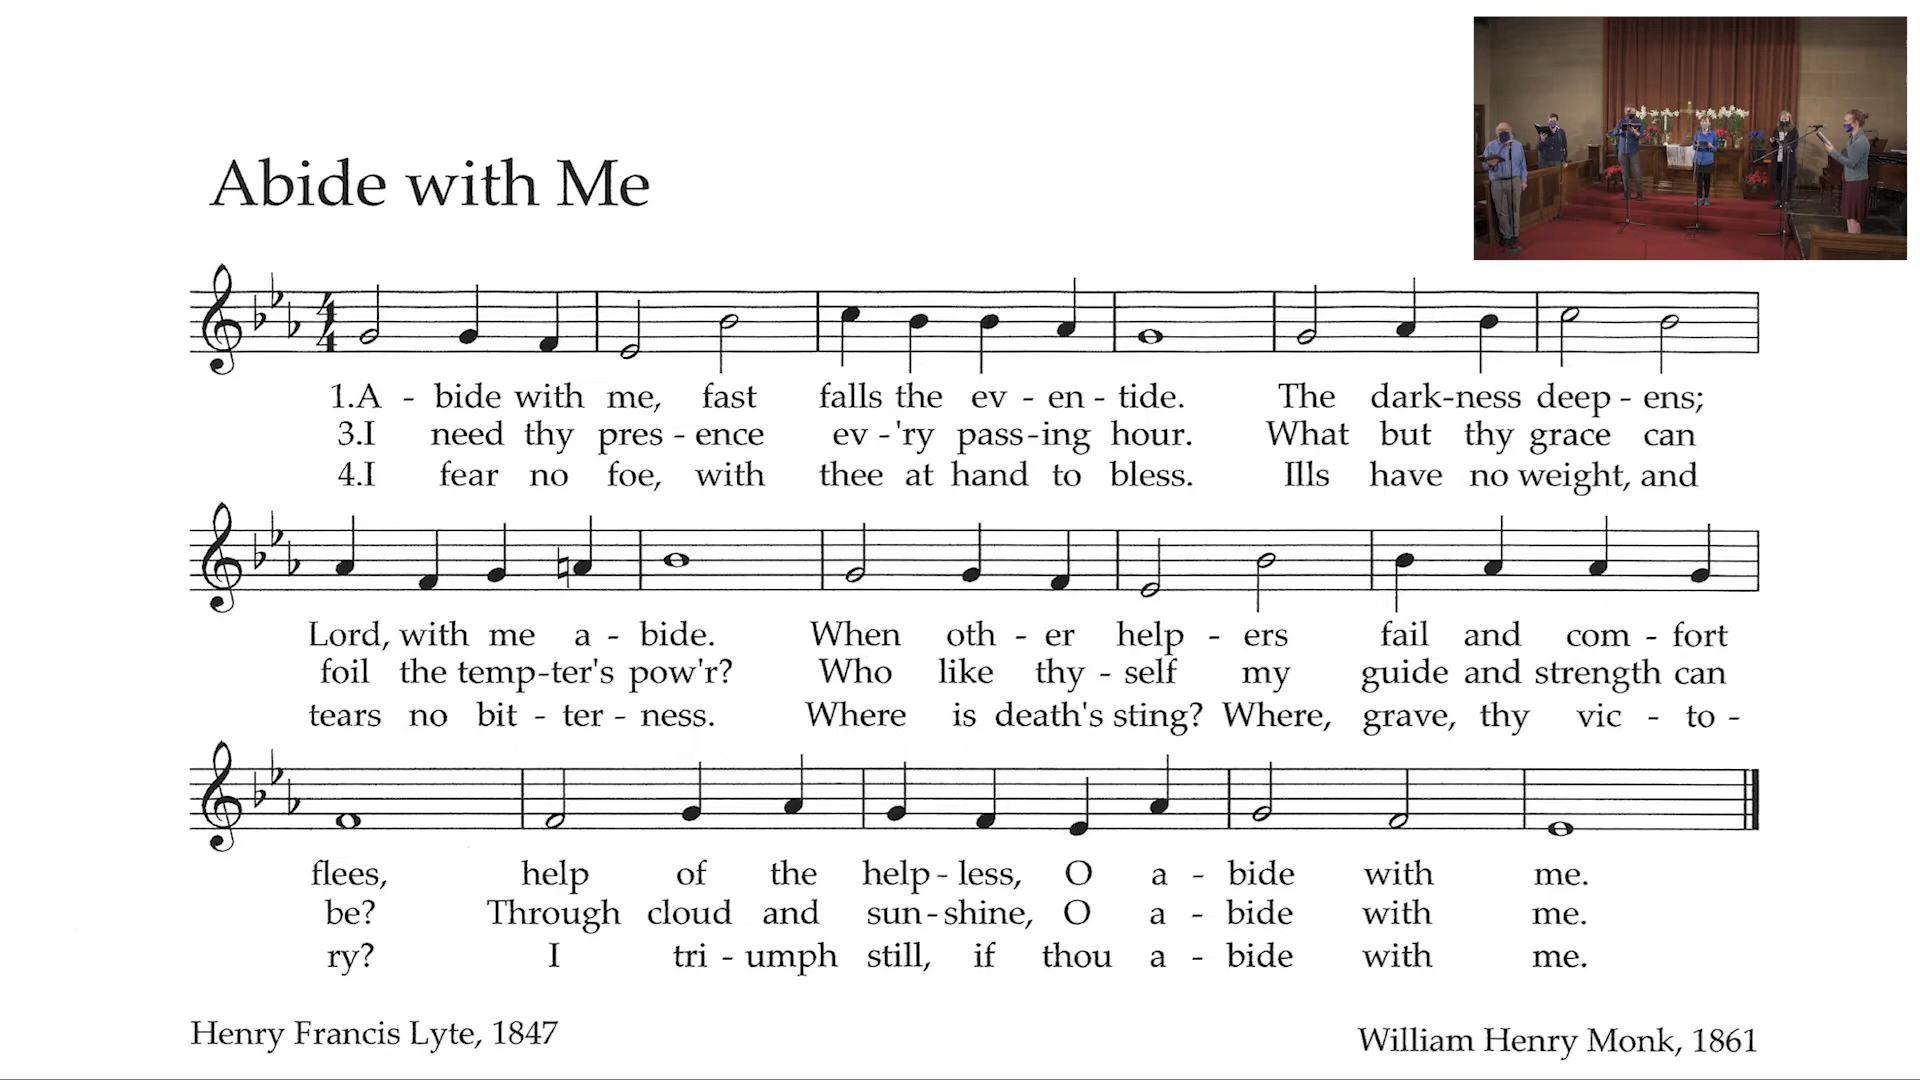 Abide with Me
4
4
1.A - bide with me, fast falls the ev - en - tide. The dark-ness deep - ens;
3.I need thy pres - ence ev -'ry pass-ing hour. What but thy grace can
4.I fear no foe, with thee at hand to bless. Ills have no weight, and
Lord, with me a - bide. When oth - er help - ers fail and com - fort
foil the temp-ter's pow'r? Who like thy - self my guide and strength can
tears no bit - ter - ness. Where is death's sting? Where, grave, thy vic - to -
flees, help of the help - less, O a - bide with me.
be? Through cloud and sun - shine, O a - bide with me.
ry? I tri - umph still, if thou a - bide with me.
Henry Francis Lyte, 1847
William Henry Monk, 1861